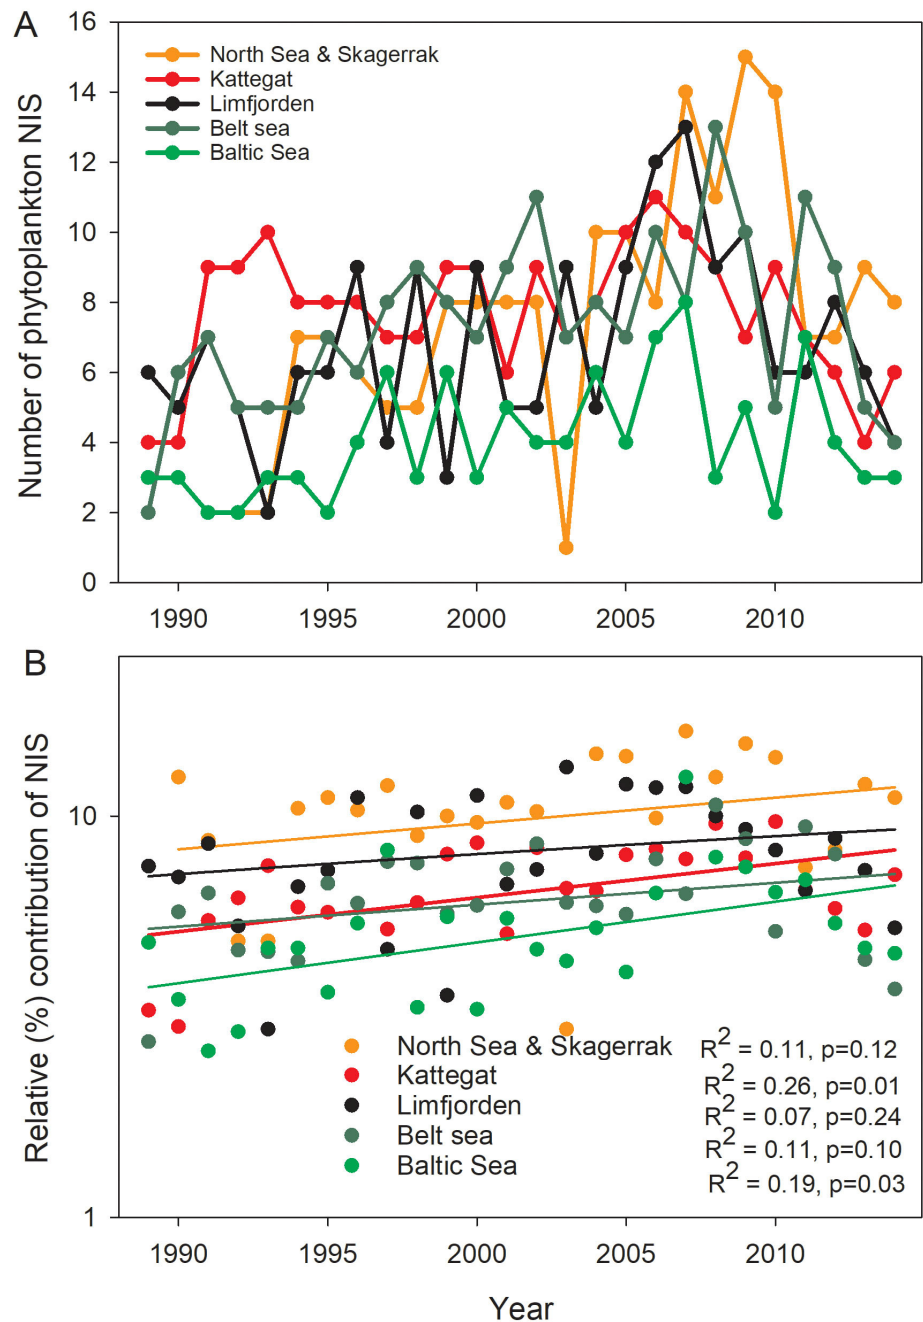 A
Number of phytoplankton NIS
16
14
12
10
8
6
4
2
0
North Sea & Skagerrak
Kattegat
Limfjorden
Belt sea
Baltic Sea
1990 1995 2000 2005 2010
B
Relative (%) contribution of NIS
10
1
North Sea & Skagerrak R² = 0.11, p=0.12
Kattegat R² = 0.26, p=0.01
Limfjorden R² = 0.07, p=0.24
Belt sea R² = 0.11, p=0.10
Baltic Sea R² = 0.19, p=0.03
1990 1995 2000 2005 2010
Year